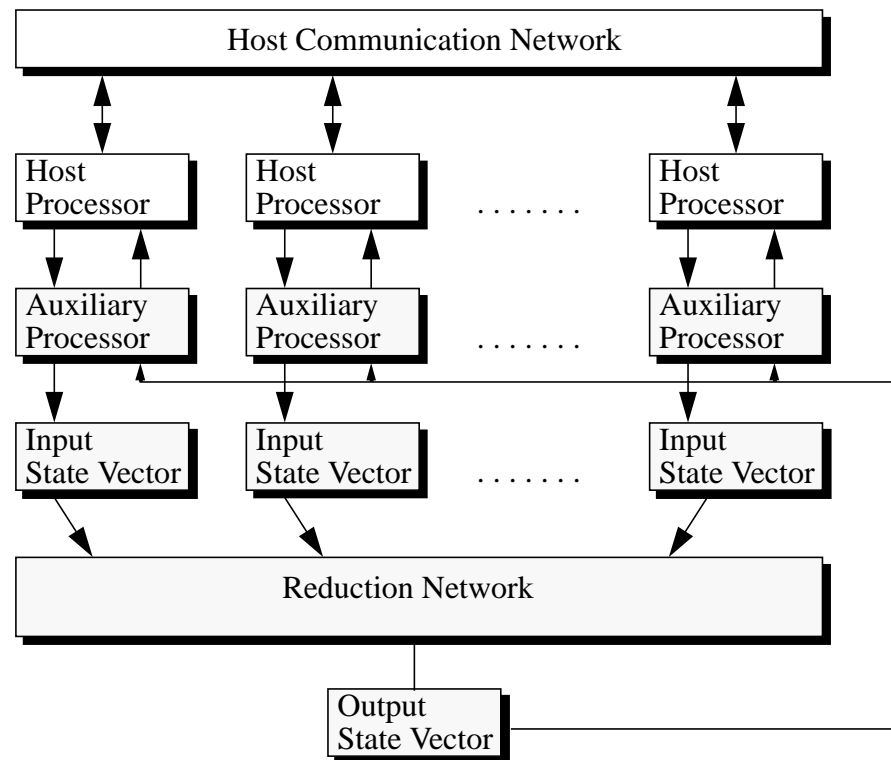 Host Communication Network
Host
Processor
Host
Processor
. . . . . . .
Host
Processor
Auxiliary
Processor
Auxiliary
Processor
. . . . . . .
Auxiliary
Processor
Input
State Vector
Input
State Vector
. . . . . . .
Input
State Vector
Reduction Network
Output
State Vector